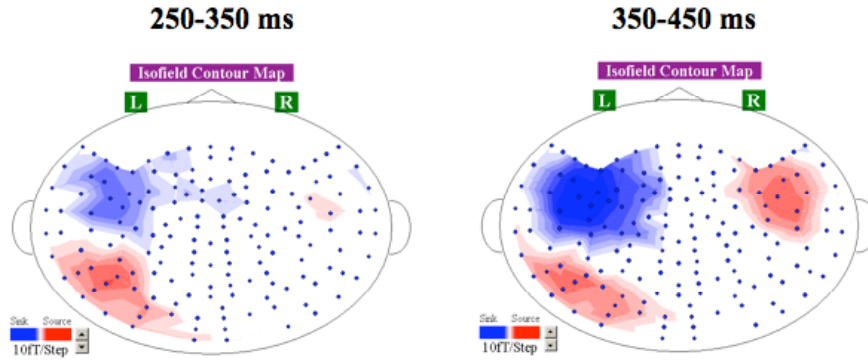 250-350 ms
Isofield Contour Map
L R
Sink Source
10fT/Step
350-450 ms
Isofield Contour Map
L R
Sink Source
10fT/Step